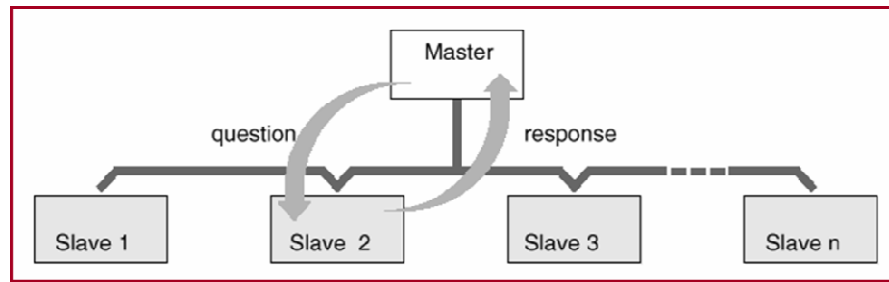 Master
question
response
Slave 1
Slave 2
Slave 3
Slave n